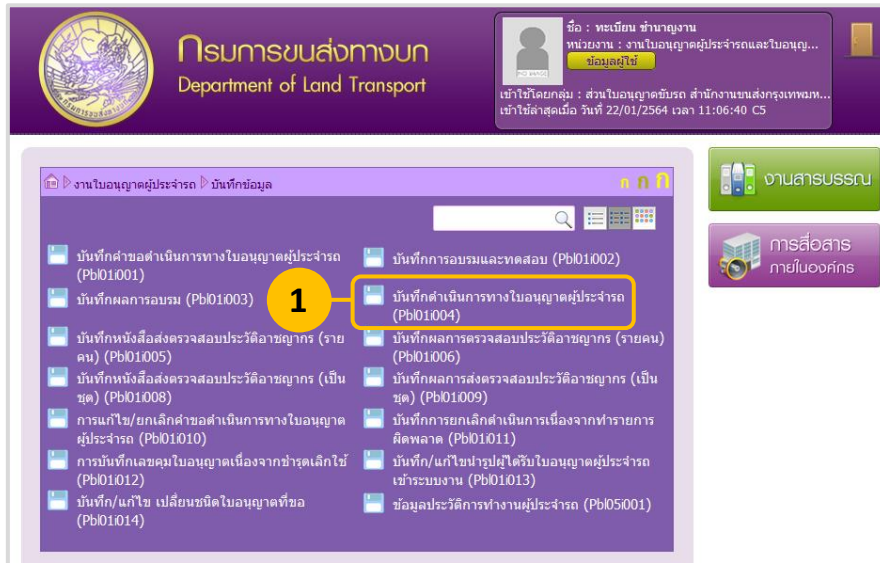 กรมการขนส่งทางบก
Department of Land Transport
ชื่อ : ทะเบียน ชำนาญงาน
หน่วยงาน : งานใบอนุญาตผู้ประจำรถและใบอนุญ...
ข้อมูลผู้ใช้
NO IMAGE
เข้าใช้โดยกลุ่ม : ส่วนใบอนุญาตขับรถ สำนักงานขนส่งกรุงเทพมห...
เข้าใช้ล่าสุดเมื่อ วันที่ 22/01/2564 เวลา 11:06:40 C5
งานใบอนุญาตผู้ประจำรถ บันทึกข้อมูล
ก ก ก
บันทึกคำขอดำเนินการทางใบอนุญาตผู้ประจำรถ
(Pbl01i001)
บันทึกการอบรมและทดสอบ (Pbl01i002)
บันทึกผลการอบรม (Pbl01i003)
1
บันทึกดำเนินการทางใบอนุญาตผู้ประจำรถ
(Pbl01i004)
บันทึกหนังสือส่งตรวจสอบประวัติอาชญากร (ราย
คน) (Pbl01i005)
บันทึกผลการตรวจสอบประวัติอาชญากร (รายคน)
(Pbl01i006)
บันทึกหนังสือส่งตรวจสอบประวัติอาชญากร (เป็น
ชุด) (Pbl01i008)
บันทึกผลการส่งตรวจสอบประวัติอาชญากร (เป็น
ชุด) (Pbl01i009)
การแก้ไข/ยกเลิกคำขอดำเนินการทางใบอนุญาต
ผู้ประจำรถ (Pbl01i010)
บันทึกการยกเลิกดำเนินการเนื่องจากทำรายการ
ผิดพลาด (Pbl01i011)
การบันทึกเลขคุมใบอนุญาตเนื่องจากชำรุดเลิกใช้
(Pbl01i012)
บันทึก/แก้ไขนำรูปผู้ได้รับใบอนุญาตผู้ประจำรถ
เข้าระบบงาน (Pbl01i013)
บันทึก/แก้ไข เปลี่ยนชนิดใบอนุญาตที่ขอ
(Pbl01i014)
ข้อมูลประวัติการทำงานผู้ประจำรถ (Pbl05i001)
งานสารบรรณ
การสื่อสาร
ภายในองค์กร